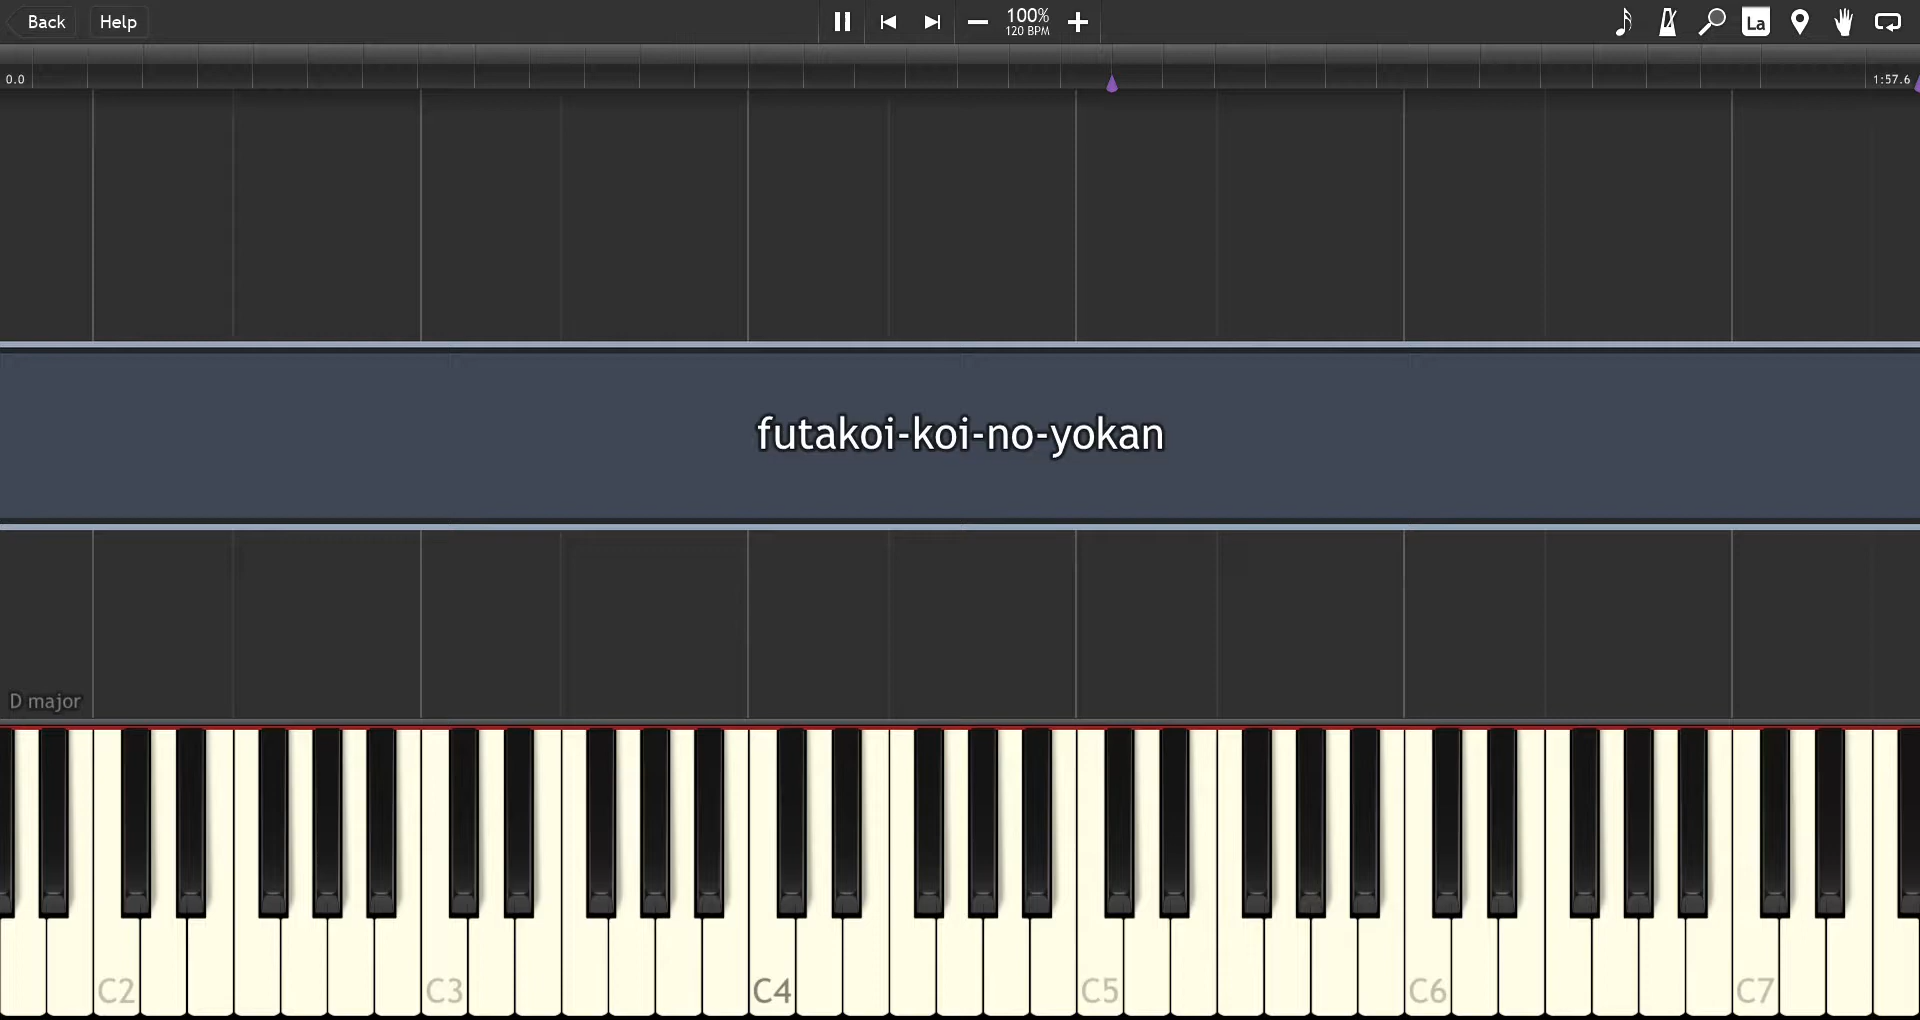 Back Help 100% La
120 BPM
0.0 1:57.6
futakoi-koi-no-yokan
D major
C2 C3 C4 C5 C6 C7